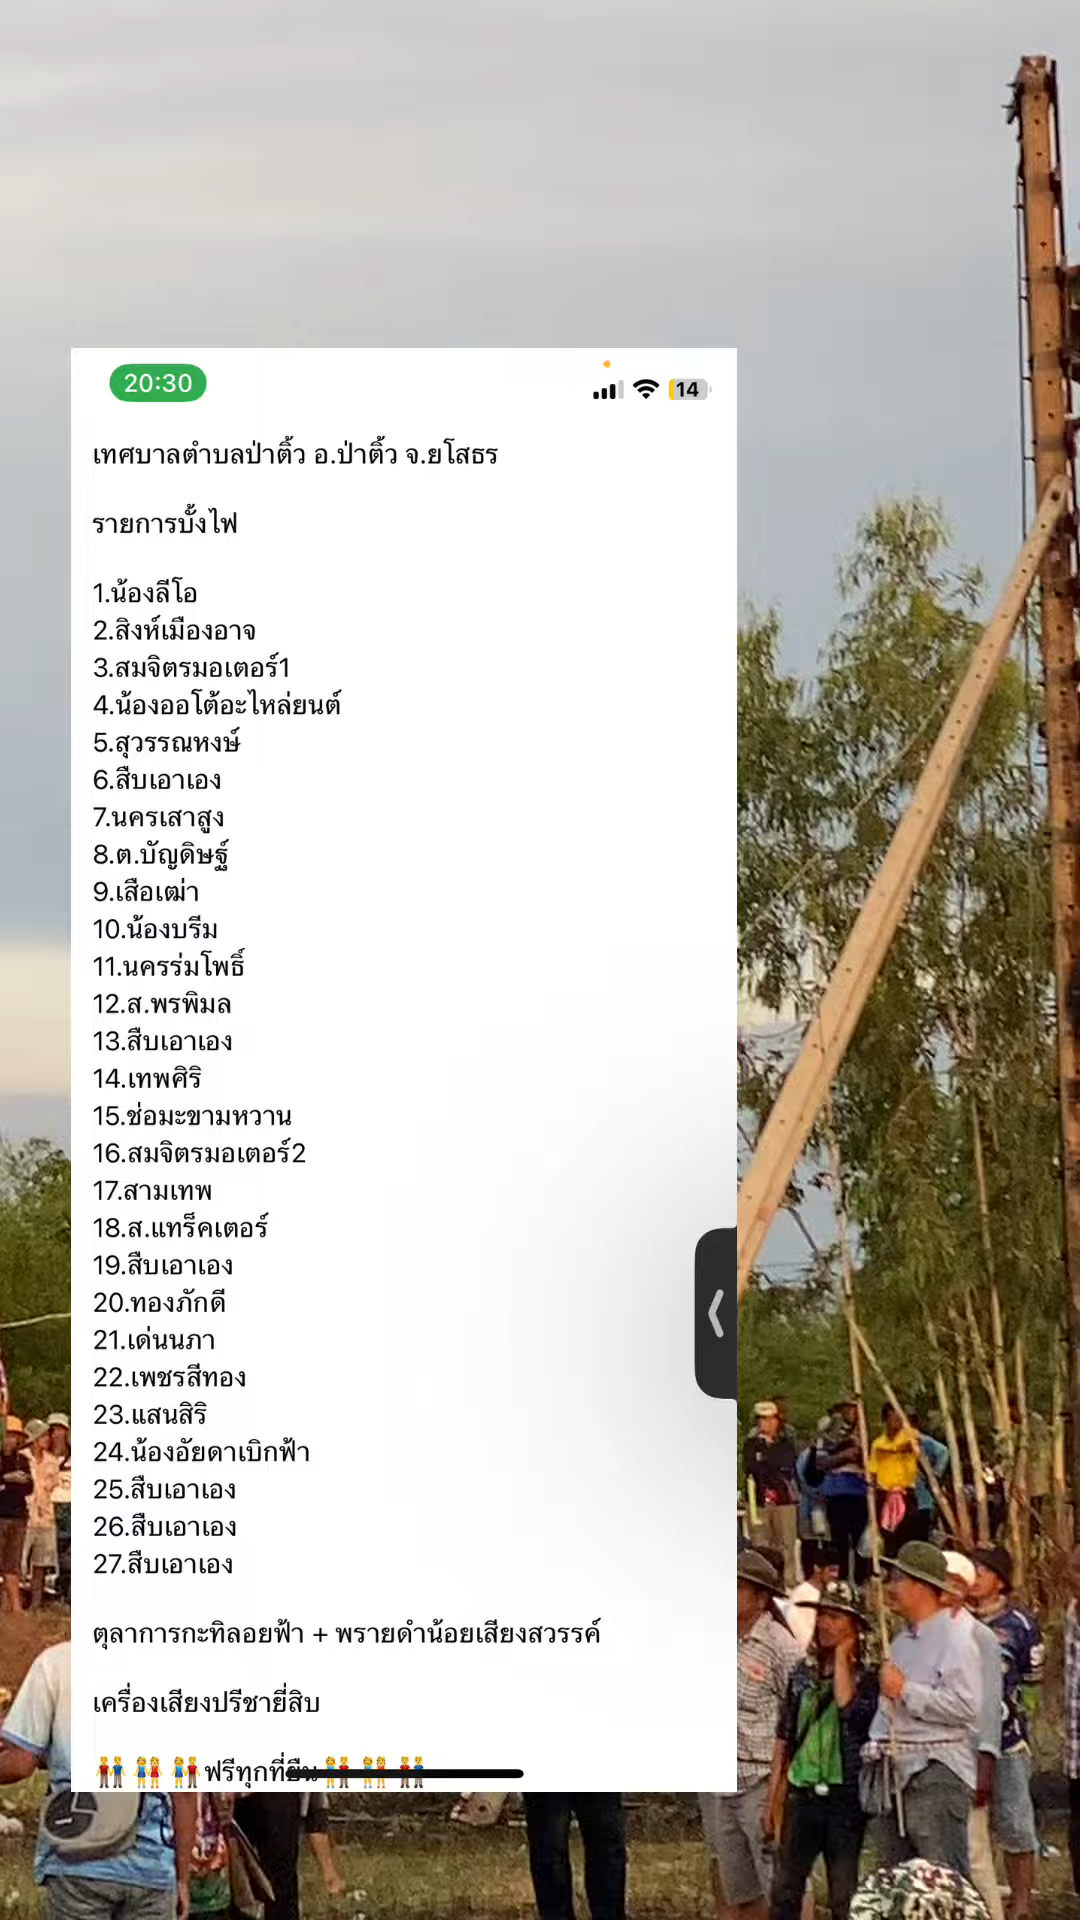 20:30
14
เทศบาลตำบลป่าติ้ว อ.ป่าติ้ว จ.ยโสธร
รายการบั้งไฟ
1.น้องลีโอ
2.สิงห์เมืองอาจ
3.สมจิตรมอเตอร์1
4.น้องออโต้อะไหล่ยนต์
5.สุวรรณหงษ์
6.สืบเอาเอง
7.นครเสาสูง
8.ต.บัญดิษฐ์
9.เสือเฒ่า
10.น้องบรีม
11.นครร่มโพธิ์
12.ส.พรพิมล
13.สืบเอาเอง
14.เทพศิริ
15.ช่อมะขามหวาน
16.สมจิตรมอเตอร์2
17.สามเทพ
18.ส.แทร็คเตอร์
19.สืบเอาเอง
20.ทองภักดี
21.เด่นนภา
22.เพชรสีทอง
23.แสนสิริ
24.น้องอัยดาเบิกฟ้า
25.สืบเอาเอง
26.สืบเอาเอง
27.สืบเอาเอง
ตุลาการกะทิลอยฟ้า + พรายดำน้อยเสียงสวรรค์
เครื่องเสียงปรีชายี่สิบ
👬👭👫ฟรีทุกที่ยืน👫👭👬